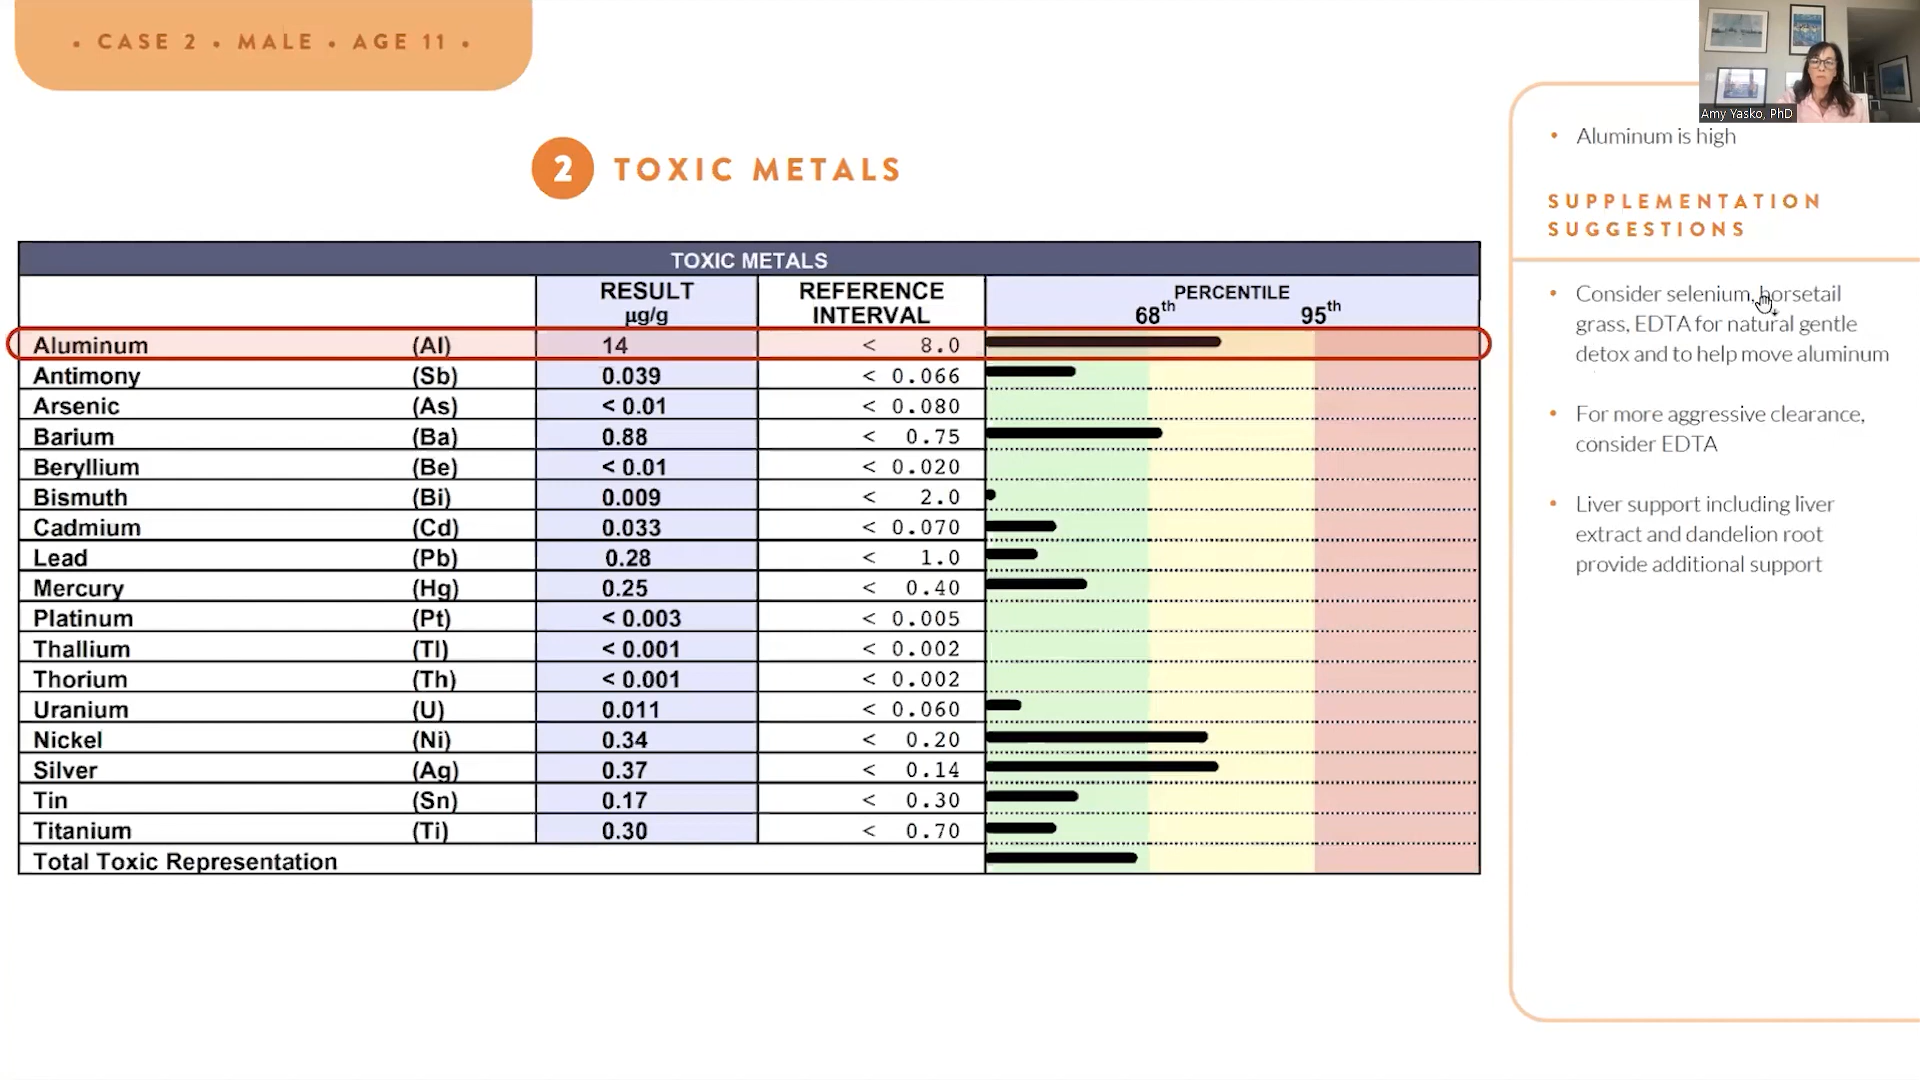 • CASE 2 • MALE • AGE 11 •
Amy Yasko, PhD
2 TOXIC METALS
TOXIC METALS
RESULT µg/g REFERENCE INTERVAL PERCENTILE 68th 95th
Aluminum (Al) 14 < 8.0
Antimony (Sb) 0.039 < 0.066
Arsenic (As) < 0.01 < 0.080
Barium (Ba) 0.88 < 0.75
Beryllium (Be) < 0.01 < 0.020
Bismuth (Bi) 0.009 < 2.0
Cadmium (Cd) 0.033 < 0.070
Lead (Pb) 0.28 < 1.0
Mercury (Hg) 0.25 < 0.40
Platinum (Pt) < 0.003 < 0.005
Thallium (Tl) < 0.001 < 0.002
Thorium (Th) < 0.001 < 0.002
Uranium (U) 0.011 < 0.060
Nickel (Ni) 0.34 < 0.20
Silver (Ag) 0.37 < 0.14
Tin (Sn) 0.17 < 0.30
Titanium (Ti) 0.30 < 0.70
Total Toxic Representation
• Aluminum is high
SUPPLEMENTATION
SUGGESTIONS
• Consider selenium, horsetail
grass, EDTA for natural gentle
detox and to help move aluminum
• For more aggressive clearance,
consider EDTA
• Liver support including liver
extract and dandelion root
provide additional support